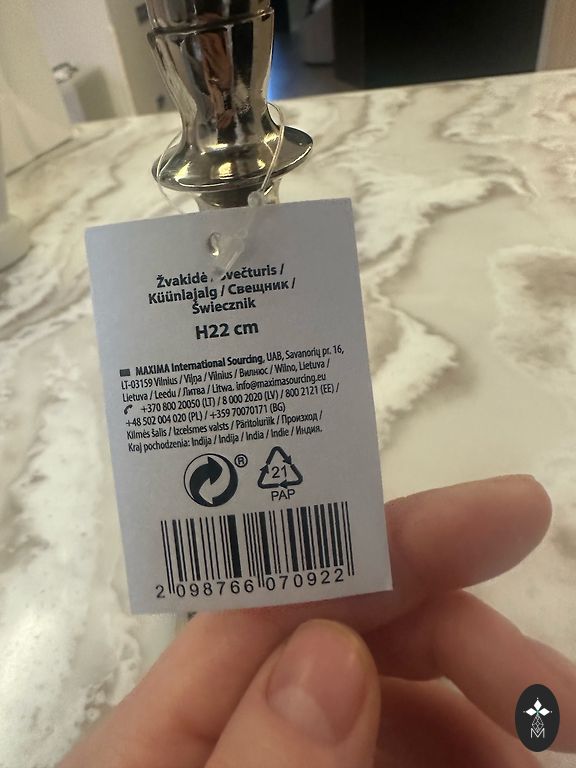 Žvakidė / Svečturis /
Küünlajalg / Свещник /
Świecznik
H22 cm
MAXIMA International Sourcing, UAB, Savanorių pr. 16,
LT-03159 Vilnius / Viļņa / Vilnius / Вилнюс / Wilno, Lietuva /
Lietuva / Leedu / Литва / Litwa. info@maximasourcing.eu
+370 800 20050 (LT) / 8 000 2020 (LV) / 800 2121 (EE) /
+48 502 004 020 (PL) / +359 70070171 (BG)
Kilmės šalis / Izcelsmes valsts / Päritoluriik / Произход /
Kraj pochodzenia: Indija / Indija / India / Indie / Индия.
®
21
PAP
2 098766 070922
M